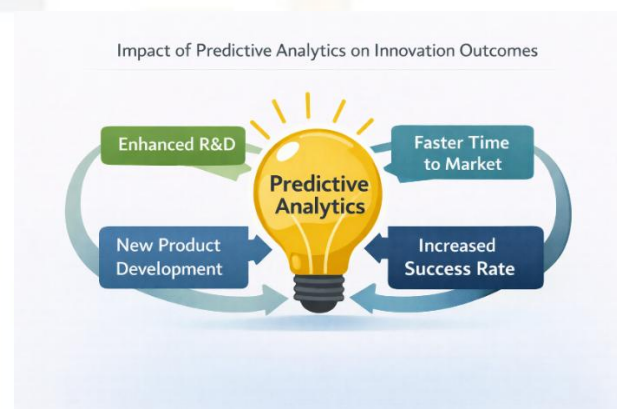 Impact of Predictive Analytics on Innovation Outcomes
Enhanced R&D
Faster Time
to Market
Predictive
Analytics
New Product
Development
Increased
Success Rate